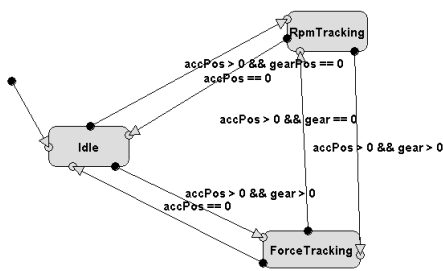 RpmTracking
accPos > 0 && gearPos == 0
accPos == 0
accPos > 0 && gear == 0
Idle
accPos > 0 && gear > 0
accPos > 0 && gear > 0
accPos == 0
ForceTracking